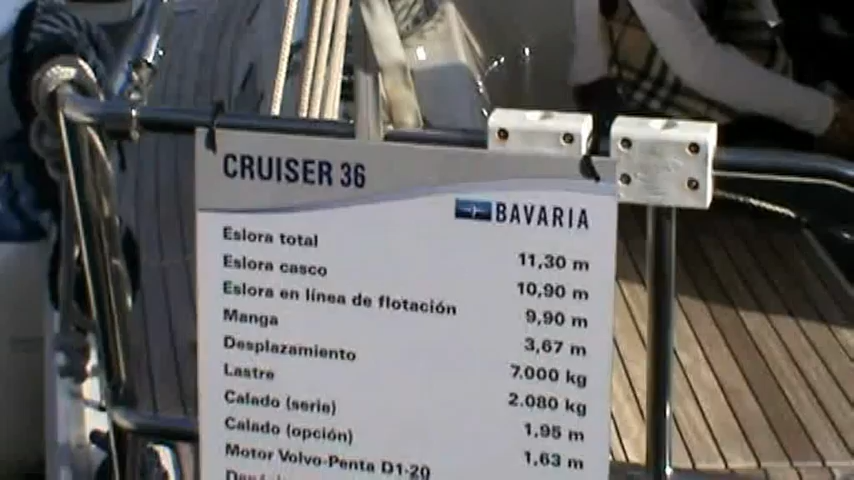 CRUISER 36
BAVARIA
Eslora total 11,30 m
Eslora casco 10,90 m
Eslora en línea de flotación 9,90 m
Manga 3,67 m
Desplazamiento 7.000 kg
Lastre 2.080 kg
Calado (serie) 1,95 m
Calado (opción) 1,63 m
Motor Volvo-Penta D1-20